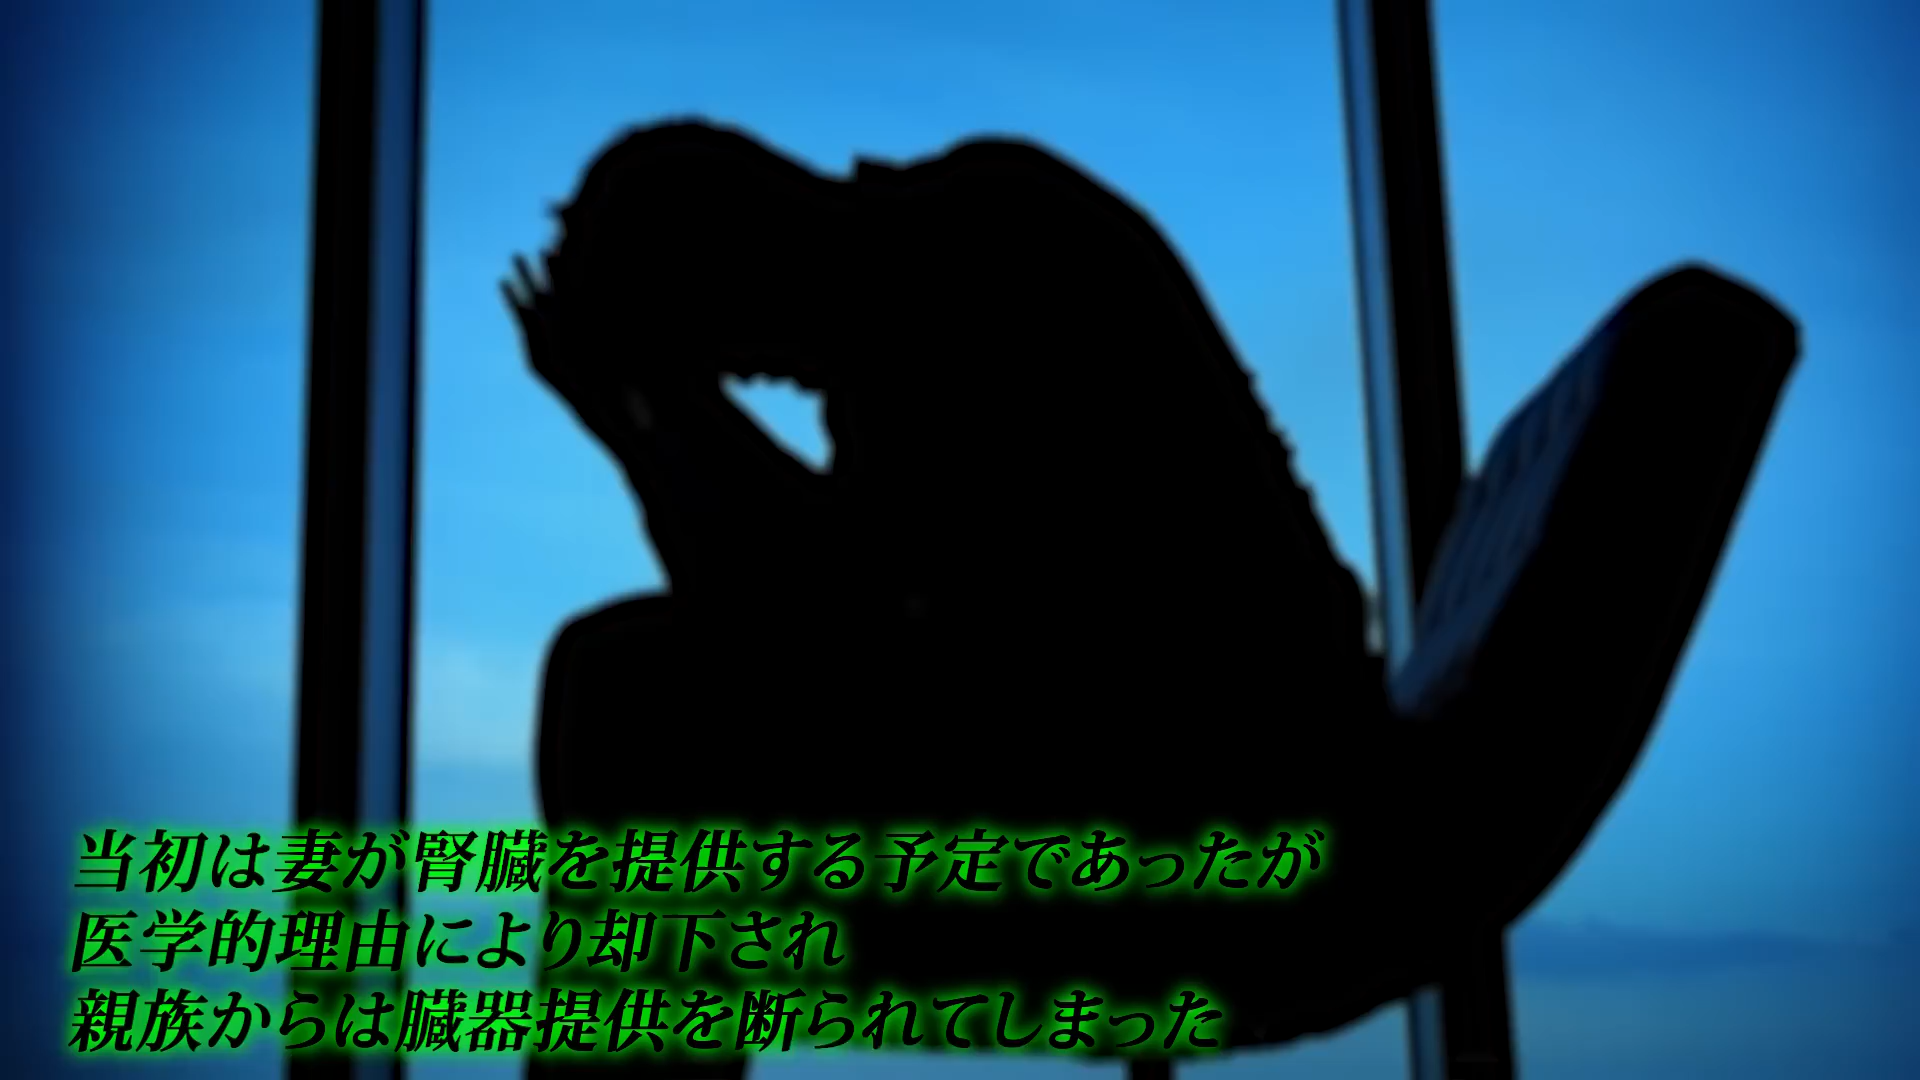 当初は妻が腎臓を提供する予定であったが
医学的理由により却下され
親族からは臓器提供を断られてしまった